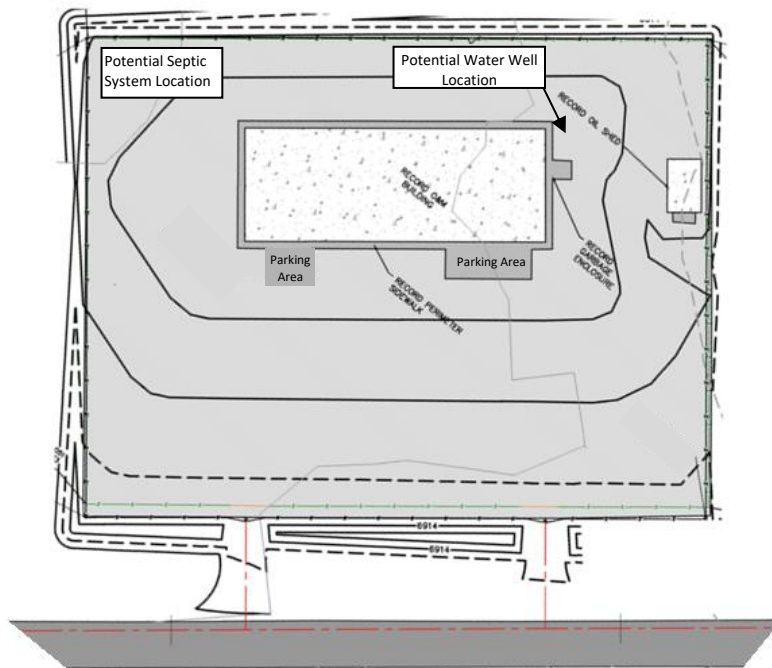 Potential Septic
System Location
Potential Water Well
Location
RECORD OIL SHED
RECORD C&M
BUILDING
RECORD
GARBAGE
ENCLOSURE
Parking
Area
Parking Area
RECORD PERIMETER
SIDEWALK
6914
6914